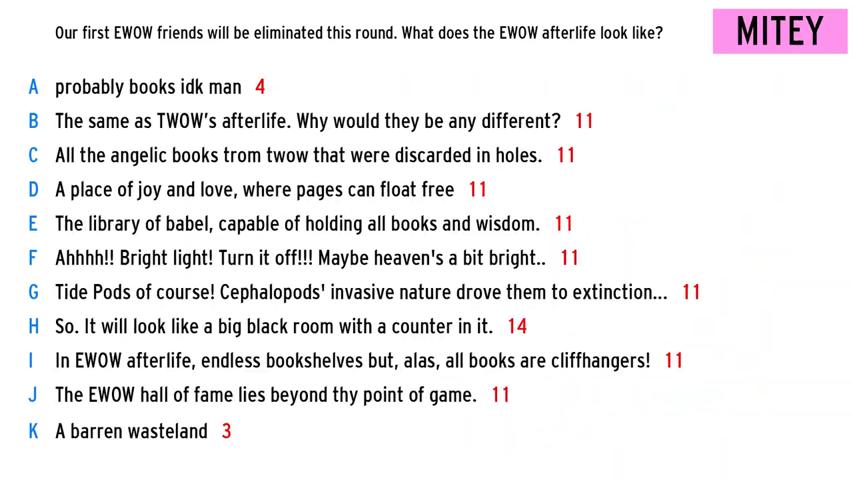 Our first EWOW friends will be eliminated this round. What does the EWOW afterlife look like?
MITEY
A probably books idk man 4
B The same as TWOW's afterlife. Why would they be any different? 11
C All the angelic books trom twow that were discarded in holes. 11
D A place of joy and love, where pages can float free 11
E The library of babel, capable of holding all books and wisdom. 11
F Ahhhh!! Bright light! Turn it off!!! Maybe heaven's a bit bright.. 11
G Tide Pods of course! Cephalopods' invasive nature drove them to extinction... 11
H So. It will look like a big black room with a counter in it. 14
I In EWOW afterlife, endless bookshelves but, alas, all books are cliffhangers! 11
J The EWOW hall of fame lies beyond thy point of game. 11
K A barren wasteland 3